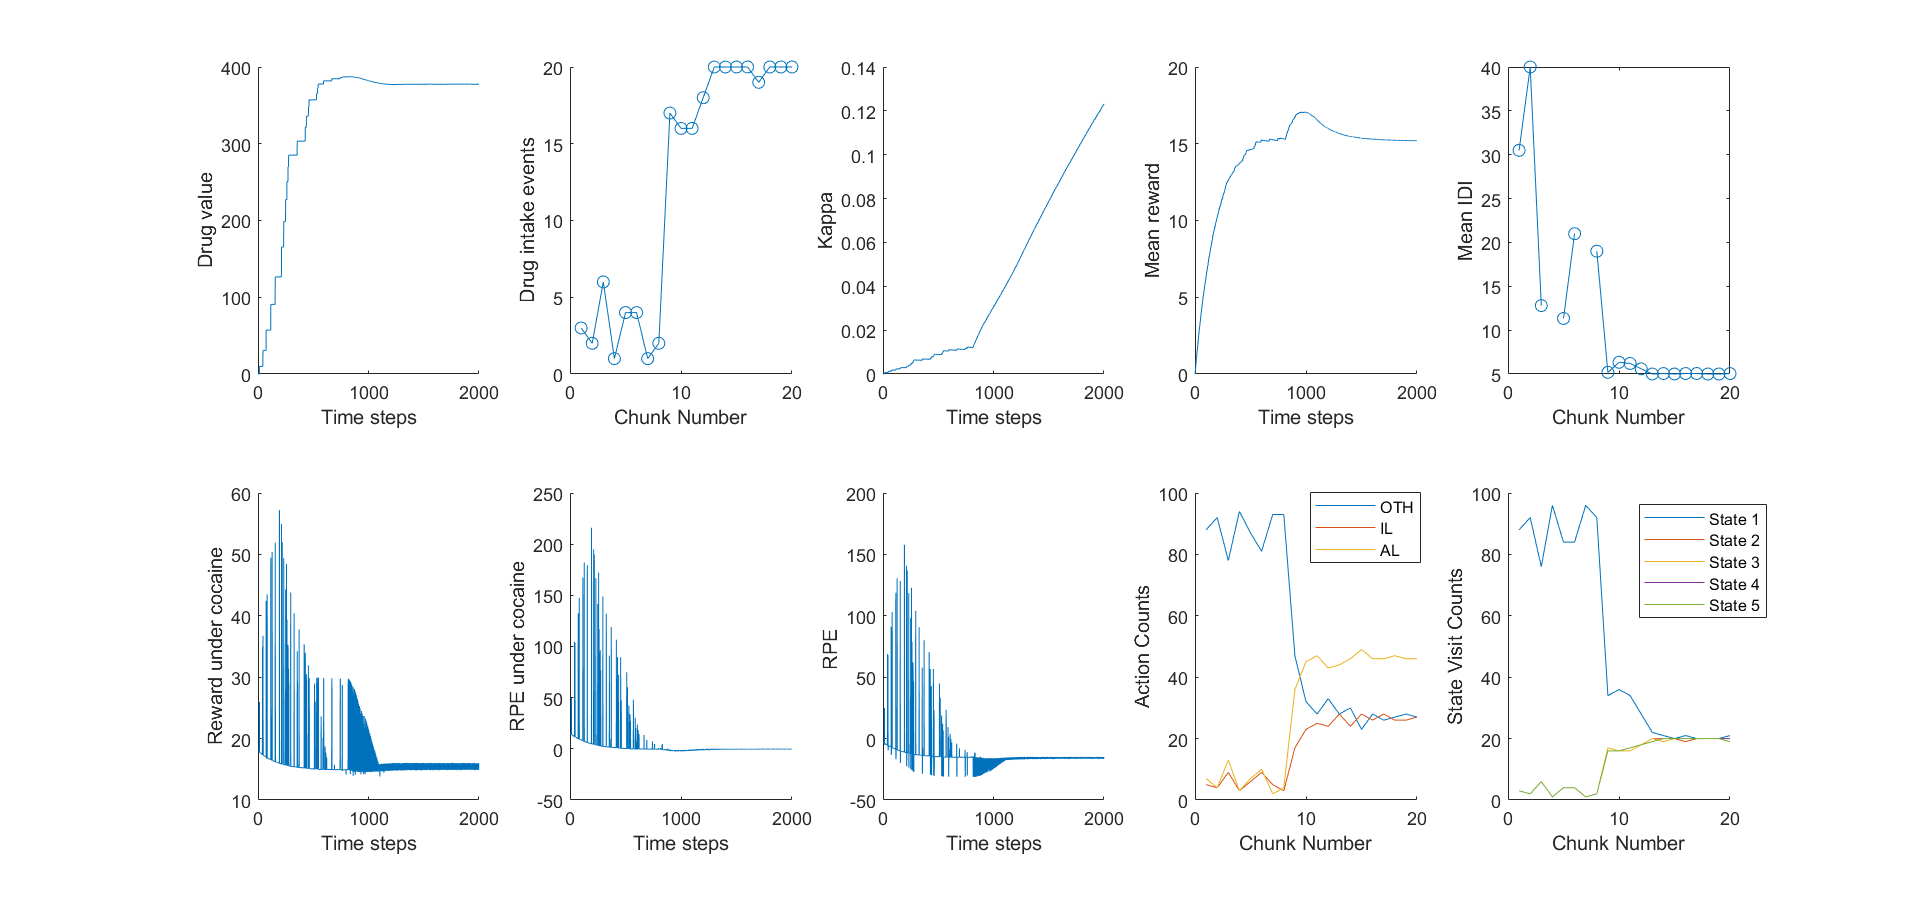 Drug value
400
300
200
100
0
0 1000 2000
Time steps
Drug intake events
20
15
10
5
0
0 10 20
Chunk Number
Kappa
0.14
0.12
0.1
0.08
0.06
0.04
0.02
0
0 1000 2000
Time steps
Mean reward
20
15
10
5
0
0 1000 2000
Time steps
Mean IDI
40
35
30
25
20
15
10
5
0 10 20
Chunk Number
Reward under cocaine
60
50
40
30
20
10
0 1000 2000
Time steps
RPE under cocaine
250
200
150
100
50
0
-50
0 1000 2000
Time steps
RPE
200
150
100
50
0
-50
0 1000 2000
Time steps
Action Counts
100
80
60
40
20
0
0 10 20
Chunk Number
OTH
IL
AL
State Visit Counts
100
80
60
40
20
0
0 10 20
Chunk Number
State 1
State 2
State 3
State 4
State 5